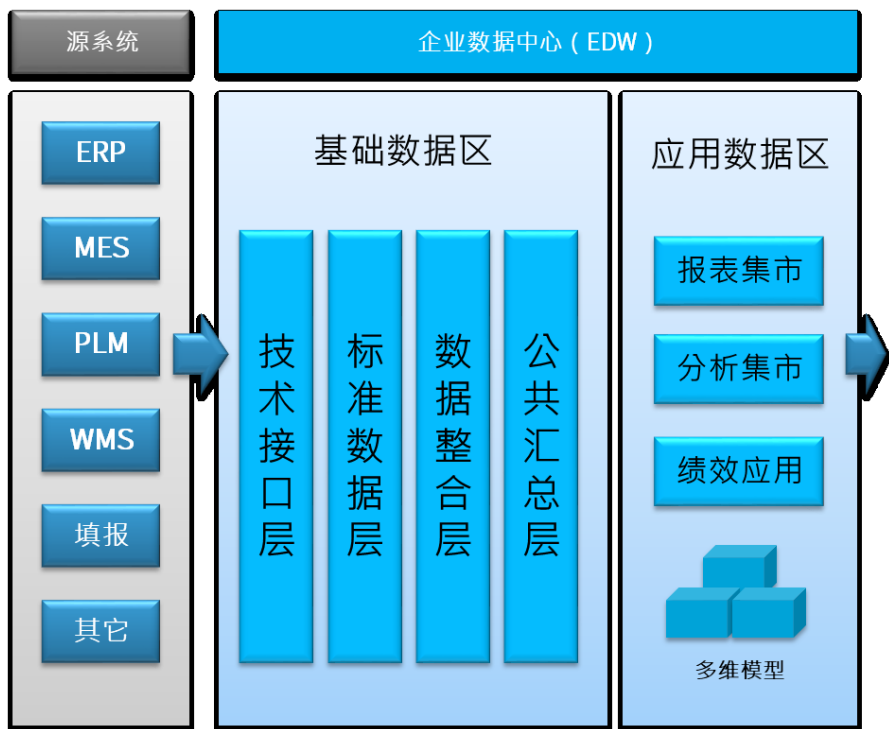 源系统
企业数据中心（EDW）
ERP
MES
PLM
WMS
填报
其它
基础数据区
技术接口层
标准数据层
数据整合层
公共汇总层
应用数据区
报表集市
分析集市
绩效应用
多维模型